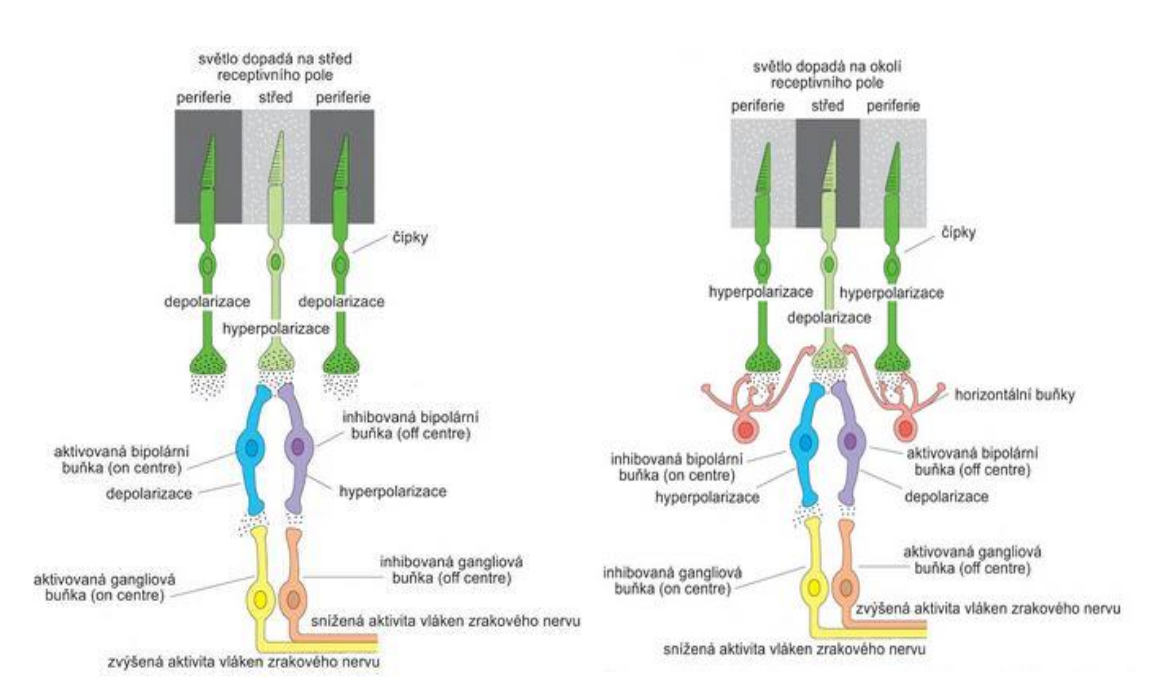 světlo dopadá na střed
receptivního pole
periferie střed periferie
čípky
depolarizace depolarizace
hyperpolarizace
inhibovaná bipolární
buňka (off centre)
aktivovaná bipolární
buňka (on centre)
depolarizace
hyperpolarizace
inhibovaná gangliová
buňka (off centre)
aktivovaná gangliová
buňka (on centre)
snížená aktivita vláken zrakového nervu
zvýšená aktivita vláken zrakového nervu
světlo dopadá na okolí
receptivního pole
periferie střed periferie
čípky
hyperpolarizace hyperpolarizace
depolarizace
horizontální buňky
inhibovaná bipolární
buňka (on centre)
hyperpolarizace
aktivovaná bipolární
buňka (off centre)
depolarizace
aktivovaná gangliová
buňka (off centre)
inhibovaná gangliová
buňka (on centre)
zvýšená aktivita vláken zrakového nervu
snížená aktivita vláken zrakového nervu